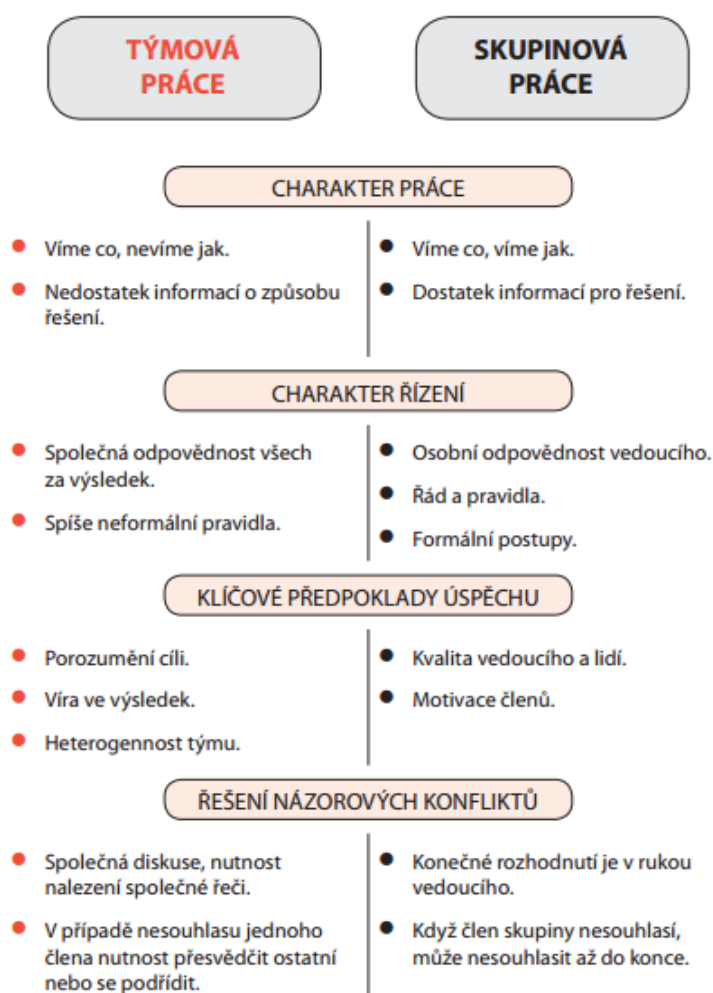 TÝMOVÁ
PRÁCE
SKUPINOVÁ
PRÁCE
CHARAKTER PRÁCE
● Víme co, nevíme jak.
● Nedostatek informací o způsobu
řešení.
● Víme co, víme jak.
● Dostatek informací pro řešení.
CHARAKTER ŘÍZENÍ
● Společná odpovědnost všech
za výsledek.
● Spíše neformální pravidla.
● Osobní odpovědnost vedoucího.
● Řád a pravidla.
● Formální postupy.
KLÍČOVÉ PŘEDPOKLADY ÚSPĚCHU
● Porozumění cíli.
● Víra ve výsledek.
● Heterogennost týmu.
● Kvalita vedoucího a lidí.
● Motivace členů.
ŘEŠENÍ NÁZOROVÝCH KONFLIKTŮ
● Společná diskuse, nutnost
nalezení společné řeči.
● V případě nesouhlasu jednoho
člena nutnost přesvědčit ostatní
nebo se podřídit.
● Konečné rozhodnutí je v rukou
vedoucího.
● Když člen skupiny nesouhlasí,
může nesouhlasit až do konce.